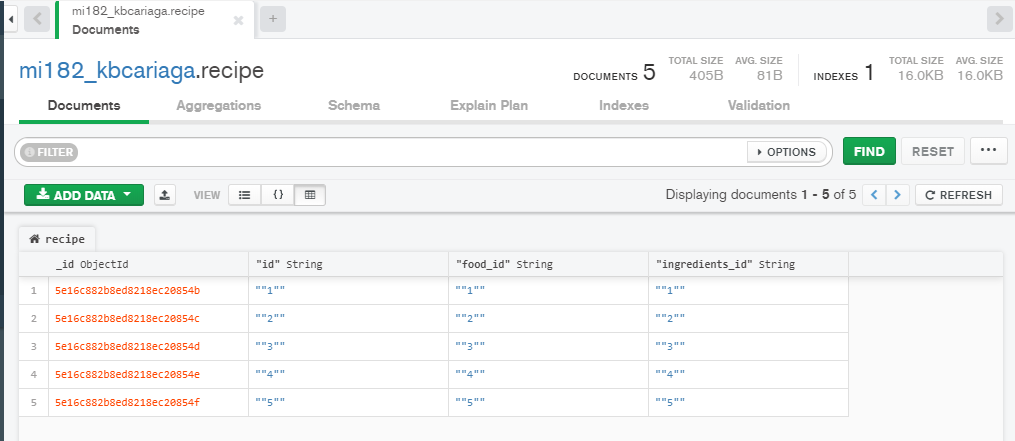 mi182_kbcariaga.recipe
Documents
mi182_kbcariaga.recipe
DOCUMENTS 5 TOTAL SIZE 405B AVG. SIZE 81B INDEXES 1 TOTAL SIZE 16.0KB AVG. SIZE 16.0KB
Documents Aggregations Schema Explain Plan Indexes Validation
FILTER OPTIONS FIND RESET ...
ADD DATA VIEW {} Displaying documents 1 - 5 of 5 < > REFRESH
recipe
_id ObjectId "id" String "food_id" String "ingredients_id" String
1 5e16c882b8ed8218ec20854b ""1"" ""1"" ""1""
2 5e16c882b8ed8218ec20854c ""2"" ""2"" ""2""
3 5e16c882b8ed8218ec20854d ""3"" ""3"" ""3""
4 5e16c882b8ed8218ec20854e ""4"" ""4"" ""4""
5 5e16c882b8ed8218ec20854f ""5"" ""5"" ""5""